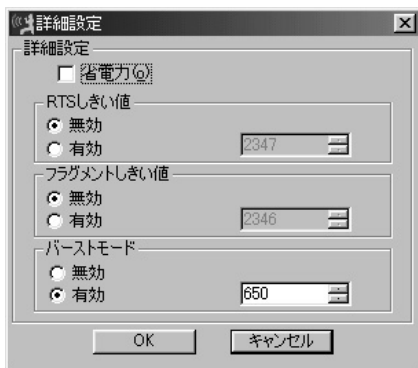 詳細設定
詳細設定
省電力(o)
RTSしきい値
無効
有効 2347
フラグメントしきい値
無効
有効 2346
バーストモード
無効
有効 650
OK キャンセル